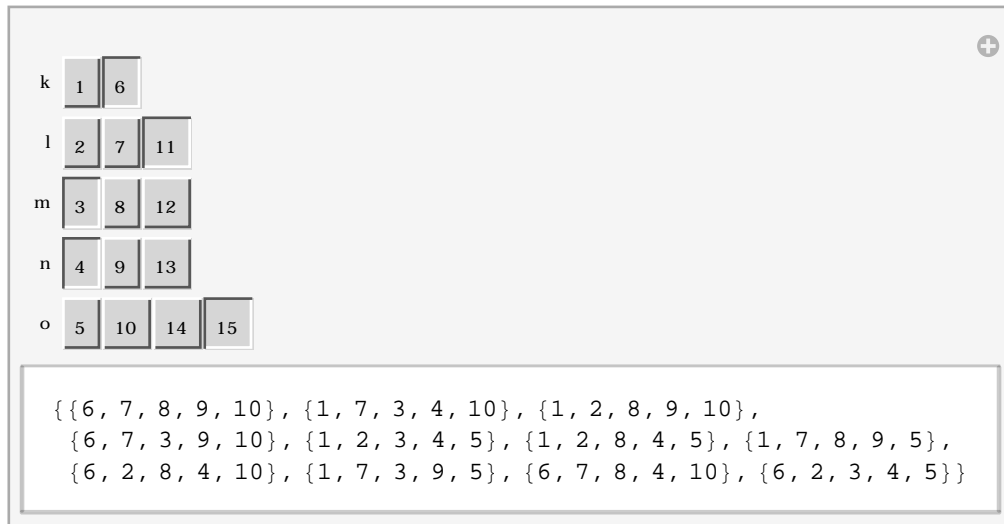 k 1 6
l 2 7 11
m 3 8 12
n 4 9 13
o 5 10 14 15
{{6, 7, 8, 9, 10}, {1, 7, 3, 4, 10}, {1, 2, 8, 9, 10},
{6, 7, 3, 9, 10}, {1, 2, 3, 4, 5}, {1, 2, 8, 4, 5}, {1, 7, 8, 9, 5},
{6, 2, 8, 4, 10}, {1, 7, 3, 9, 5}, {6, 7, 8, 4, 10}, {6, 2, 3, 4, 5}}